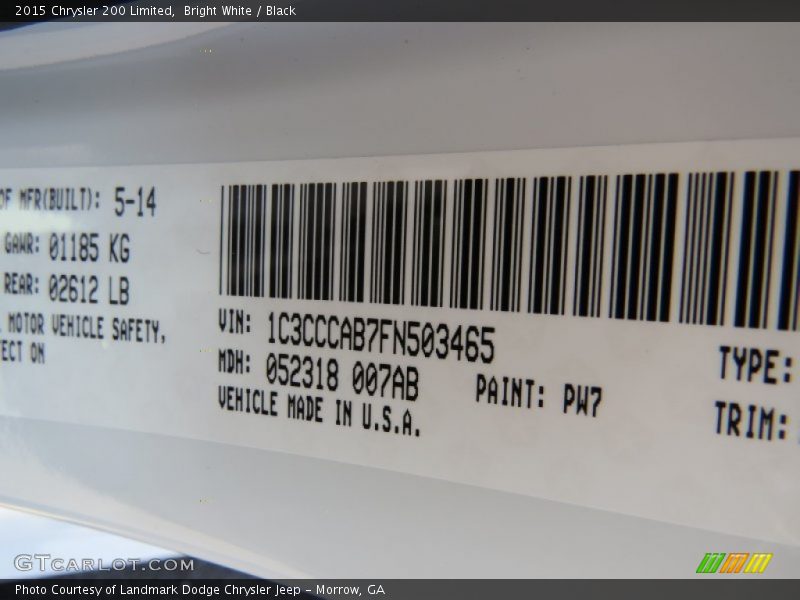 2015 Chrysler 200 Limited, Bright White / Black
OF MFR(BUILT): 5-14
GAWR: 01185 KG
REAR: 02612 LB
MOTOR VEHICLE SAFETY,
ECT ON
VIN: 1C3CCCAB7FN503465
MDH: 052318 007AB
PAINT: PW7
VEHICLE MADE IN U.S.A.
TYPE:
TRIM:
GTCARLOT.COM
Photo Courtesy of Landmark Dodge Chrysler Jeep - Morrow, GA